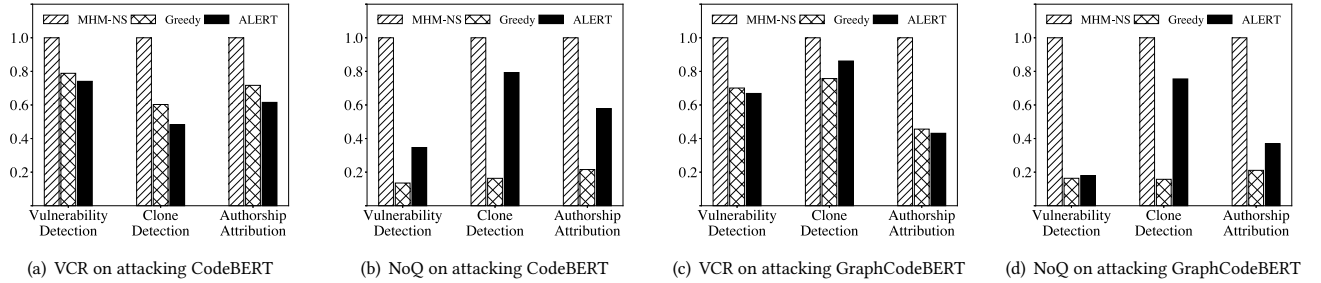 MHM-NS Greedy ALERT
1.0
0.8
0.6
0.4
0.2
Vulnerability Detection
Clone Detection
Authorship Attribution
(a) VCR on attacking CodeBERT
MHM-NS Greedy ALERT
1.0
0.8
0.6
0.4
0.2
Vulnerability Detection
Clone Detection
Authorship Attribution
(b) NoQ on attacking CodeBERT
MHM-NS Greedy ALERT
1.0
0.8
0.6
0.4
0.2
Vulnerability Detection
Clone Detection
Authorship Attribution
(c) VCR on attacking GraphCodeBERT
MHM-NS Greedy ALERT
1.0
0.8
0.6
0.4
0.2
Vulnerability Detection
Clone Detection
Authorship Attribution
(d) NoQ on attacking GraphCodeBERT